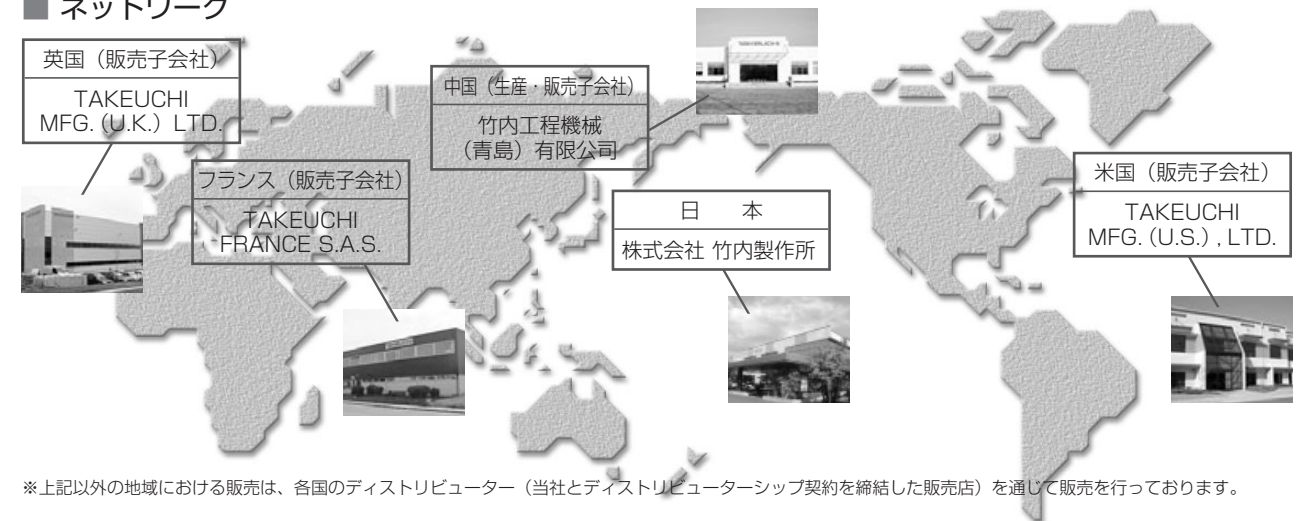 ■ ネットワーク
英国（販売子会社）
TAKEUCHI
MFG.（U.K.）LTD.
フランス（販売子会社）
TAKEUCHI
FRANCE S.A.S.
中国（生産・販売子会社）
竹内工程機械
（青島）有限公司
TAKEUCHI
日　本
株式会社 竹内製作所
米国（販売子会社）
TAKEUCHI
MFG.（U.S.）, LTD.
※上記以外の地域における販売は、各国のディストリビューター（当社とディストリビューターシップ契約を締結した販売店）を通じて販売を行っております。